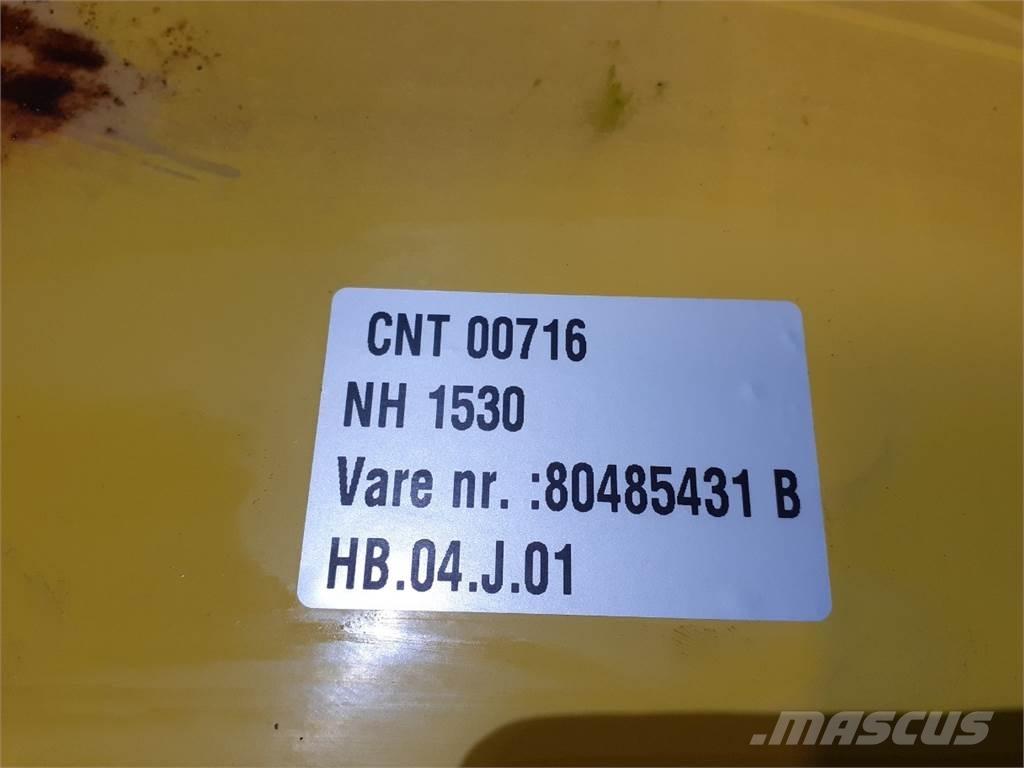 CNT 00716
NH 1530
Vare nr. :80485431 B
HB.04.J.01
MASCUS